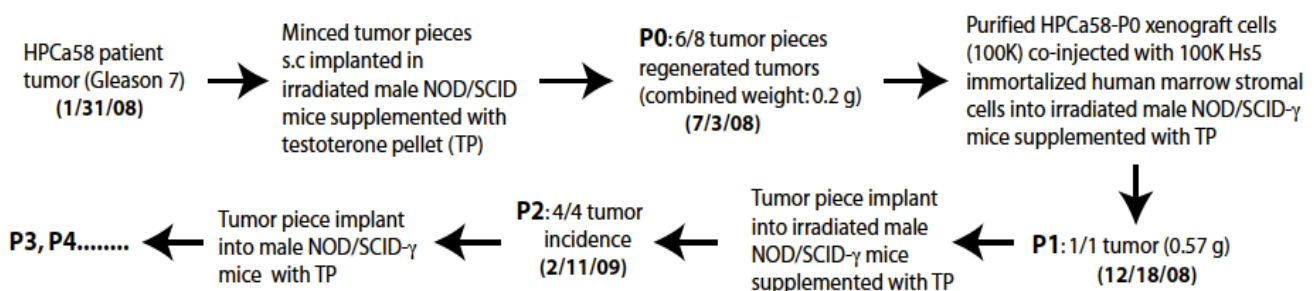 HPCa58 patient
tumor (Gleason 7)
(1/31/08)
Minced tumor pieces
s.c implanted in
irradiated male NOD/SCID
mice supplemented with
testoterone pellet (TP)
P0: 6/8 tumor pieces
regenerated tumors
(combined weight: 0.2 g)
(7/3/08)
Purified HPCa58-P0 xenograft cells
(100K) co-injected with 100K Hs5
immortalized human marrow stromal
cells into irradiated male NOD/SCID-γ
mice supplemented with TP
P1: 1/1 tumor (0.57 g)
(12/18/08)
Tumor piece implant
into irradiated male
NOD/SCID-γ mice
supplemented with TP
P2: 4/4 tumor
incidence
(2/11/09)
Tumor piece implant
into male NOD/SCID-γ
mice with TP
P3, P4........